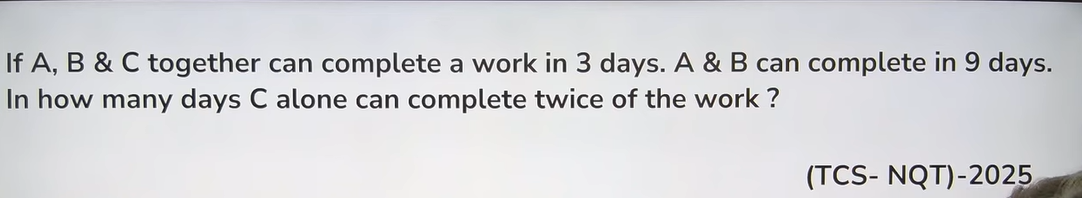 If A, B & C together can complete a work in 3 days. A & B can complete in 9 days.
In how many days C alone can complete twice of the work ?
(TCS- NQT)-2025